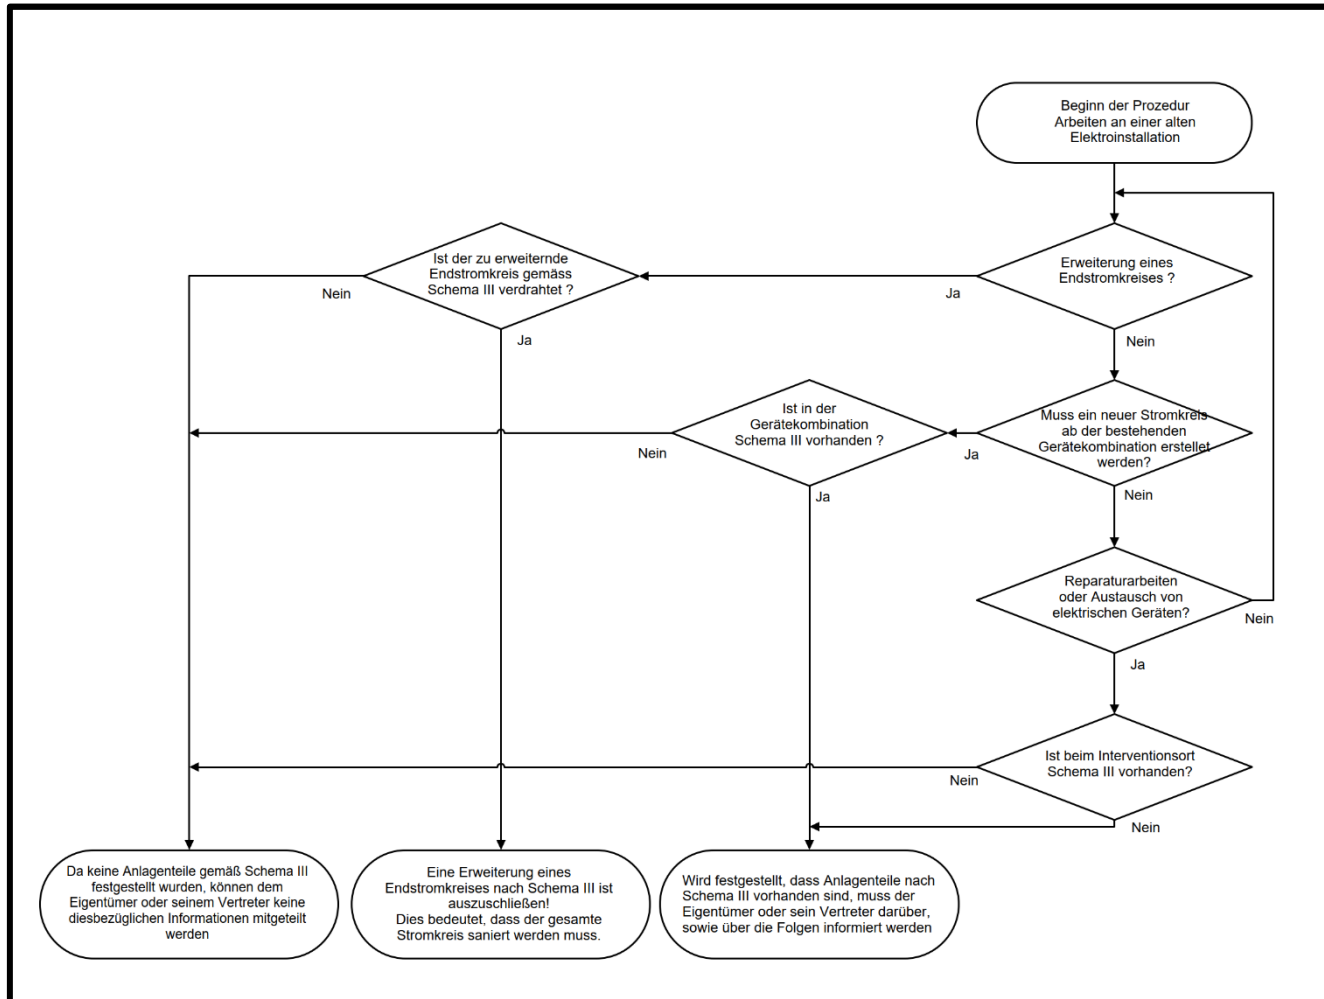 Beginn der Prozedur
Arbeiten an einer alten
Elektroinstallation
Ist der zu erweiternde
Endstromkreis gemäss
Schema III verdrahtet ?
Nein
Ja
Erweiterung eines
Endstromkreises ?
Ja
Nein
Ist in der
Gerätekombination
Schema III vorhanden ?
Nein
Ja
Muss ein neuer Stromkreis
ab der bestehenden
Gerätekombination erstellet
werden?
Ja
Nein
Reparaturarbeiten
oder Austausch von
elektrischen Geräten?
Nein
Ja
Ist beim Interventionsort
Schema III vorhanden?
Nein
Nein
Da keine Anlagenteile gemäß Schema III
festgestellt wurden, können dem
Eigentümer oder seinem Vertreter keine
diesbezüglichen Informationen mitgeteilt
werden
Eine Erweiterung eines
Endstromkreises nach Schema III ist
auszuschließen!
Dies bedeutet, dass der gesamte
Stromkreis saniert werden muss.
Wird festgestellt, dass Anlagenteile nach
Schema III vorhanden sind, muss der
Eigentümer oder sein Vertreter darüber,
sowie über die Folgen informiert werden